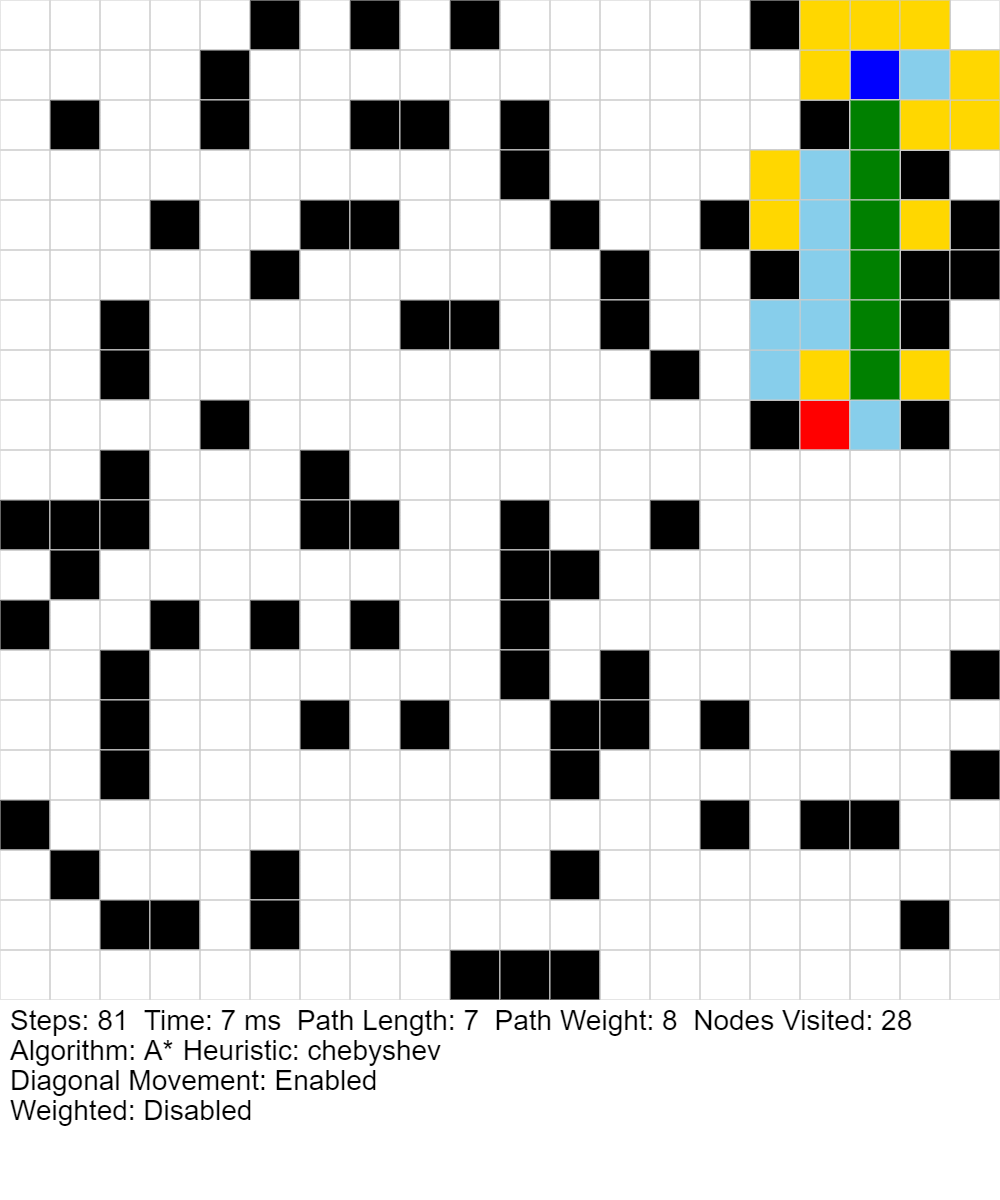 Steps: 81  Time: 7 ms  Path Length: 7  Path Weight: 8  Nodes Visited: 28
Algorithm: A* Heuristic: chebyshev
Diagonal Movement: Enabled
Weighted: Disabled